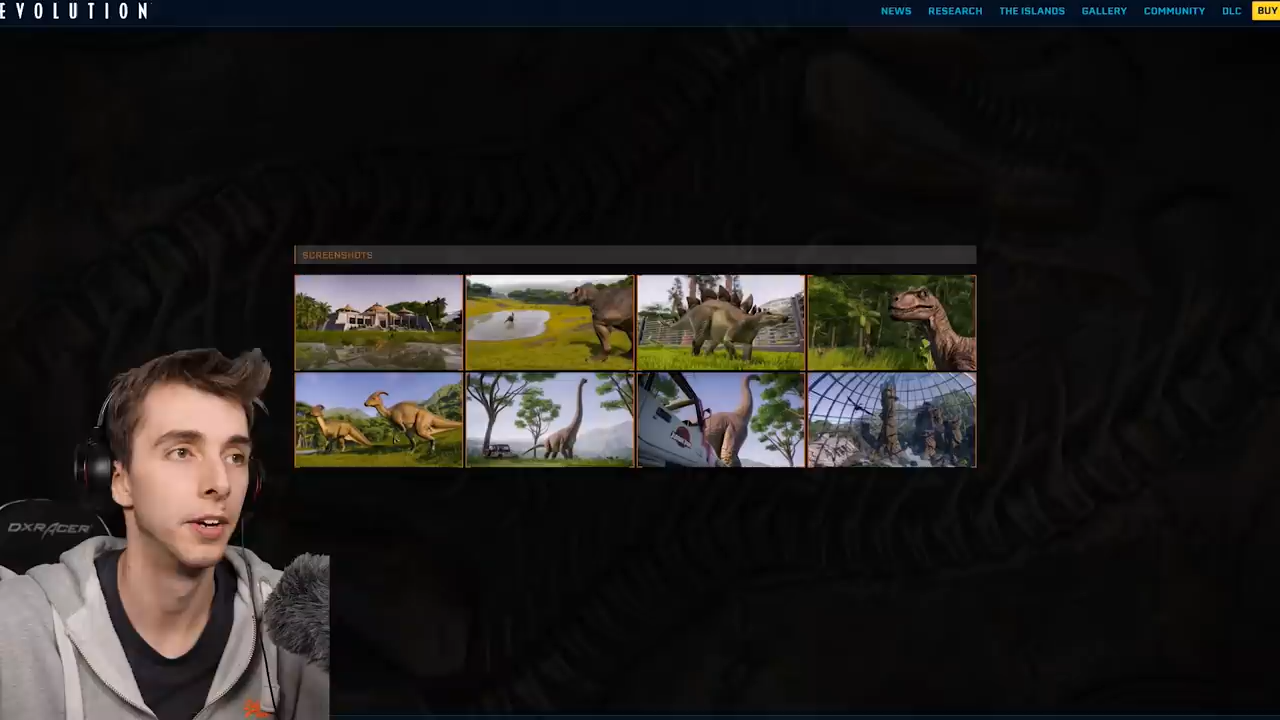 EVOLUTION
NEWS RESEARCH THE ISLANDS GALLERY COMMUNITY DLC BUY
SCREENSHOTS
DXRACER